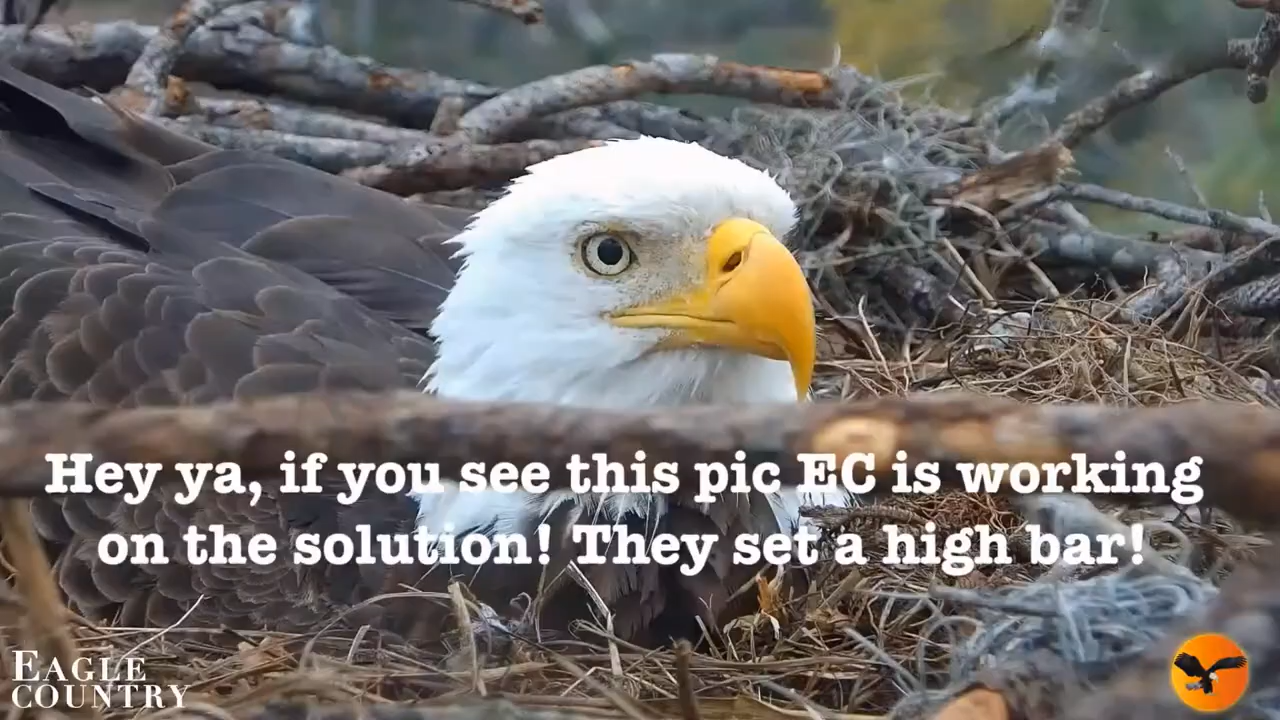 Hey ya, if you see this pic EC is working
on the solution! They set a high bar!
EAGLE
COUNTRY